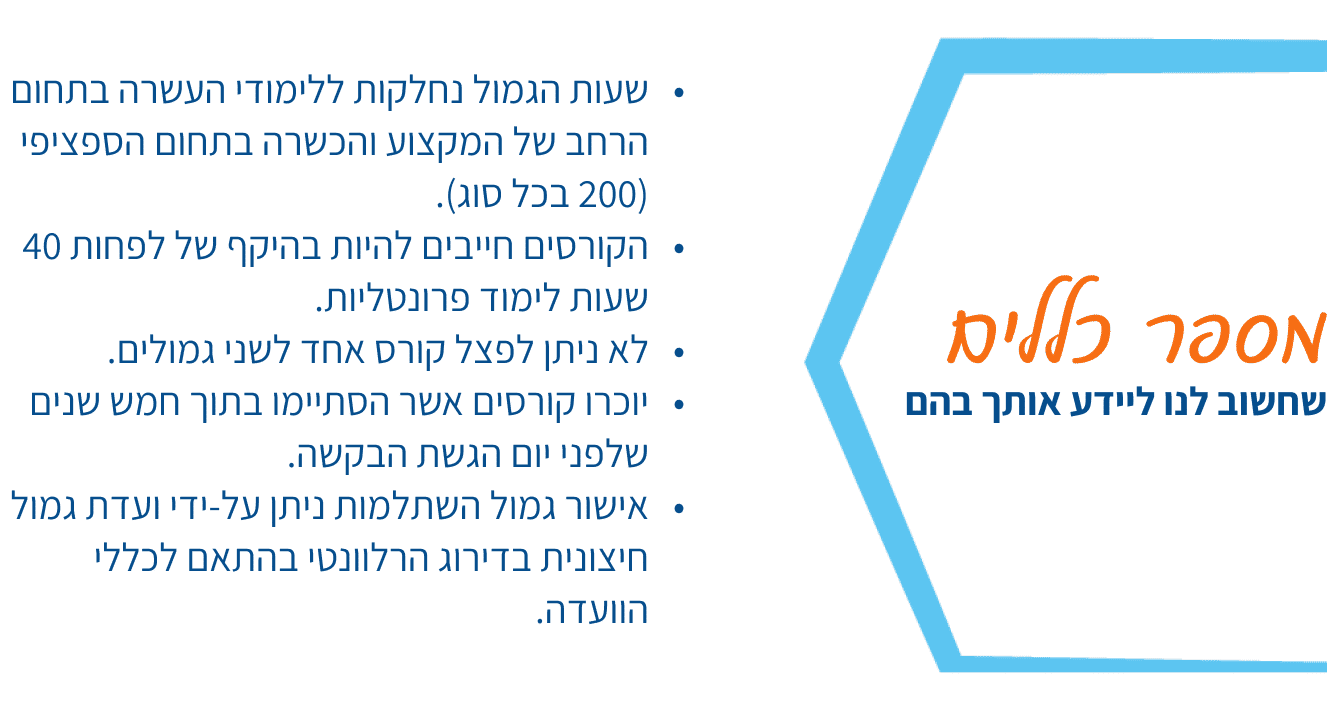 מספר כללים
שחשוב לנו ליידע אותך בהם
• שעות הגמול נחלקות ללימודי העשרה בתחום
הרחב של המקצוע והכשרה בתחום הספציפי
(200 בכל סוג).
• הקורסים חייבים להיות בהיקף של לפחות 40
שעות לימוד פרונטליות.
• לא ניתן לפצל קורס אחד לשני גמולים.
• יוכרו קורסים אשר הסתיימו בתוך חמש שנים
שלפני יום הגשת הבקשה.
• אישור גמול השתלמות ניתן על-ידי ועדת גמול
חיצונית בדירוג הרלוונטי בהתאם לכללי
הוועדה.